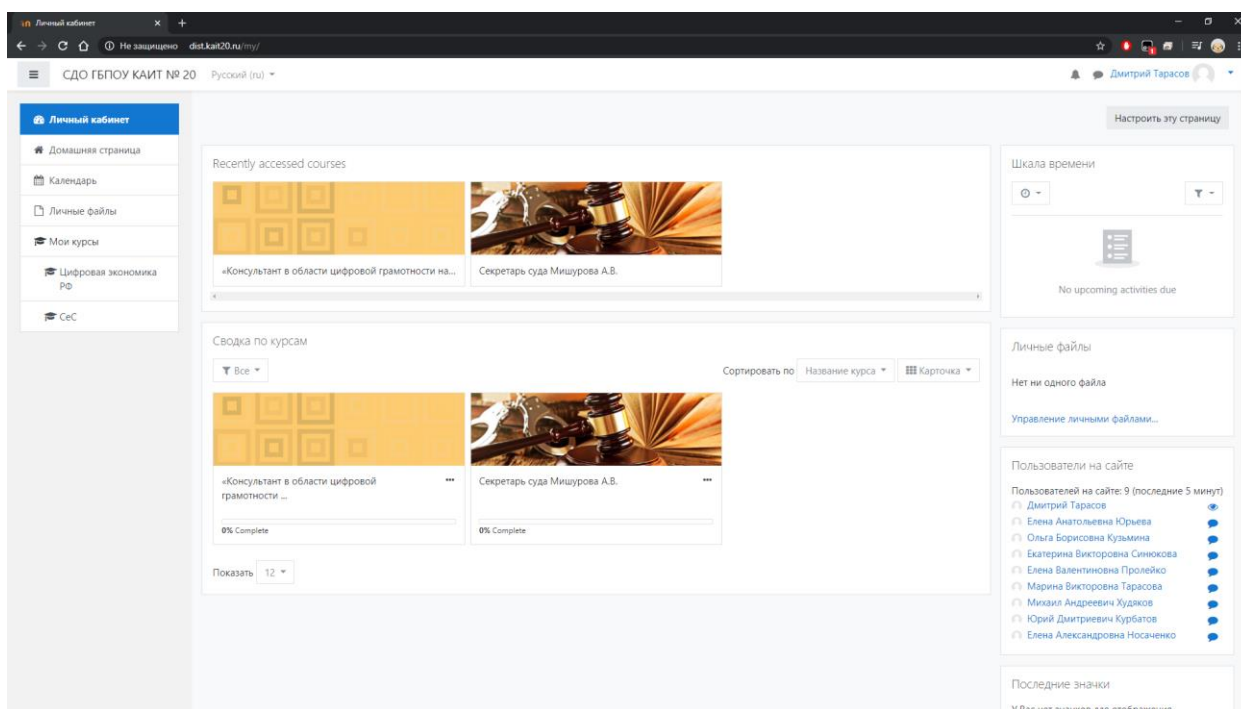 Личный кабинет
Не защищено dist.kait20.ru/my/
СДО ГБПОУ КАИТ № 20 Русский (ru)
Дмитрий Тарасов
Личный кабинет
Домашняя страница
Календарь
Личные файлы
Мои курсы
Цифровая экономика
РФ
СеС
Настроить эту страницу
Recently accessed courses
«Консультант в области цифровой грамотности на...
Секретарь суда Мишурова А.В.
Сводка по курсам
Все
Сортировать по Название курса Карточка
«Консультант в области цифровой
грамотности ...
0% Complete
Секретарь суда Мишурова А.В.
0% Complete
Показать 12
Шкала времени
No upcoming activities due
Личные файлы
Нет ни одного файла
Управление личными файлами...
Пользователи на сайте
Пользователей на сайте: 9 (последние 5 минут)
Дмитрий Тарасов
Елена Анатольевна Юрьева
Ольга Борисовна Кузьмина
Екатерина Викторовна Синюкова
Елена Валентиновна Пролейко
Марина Викторовна Тарасова
Михаил Андреевич Худяков
Юрий Дмитриевич Курбатов
Елена Александровна Носаченко
Последние значки